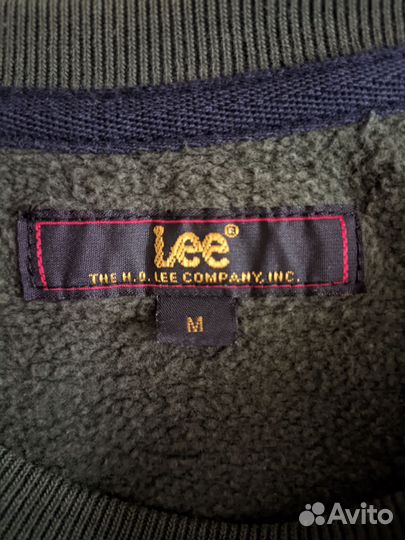 Lee®
THE H.D. LEE COMPANY, INC.
M
Avito